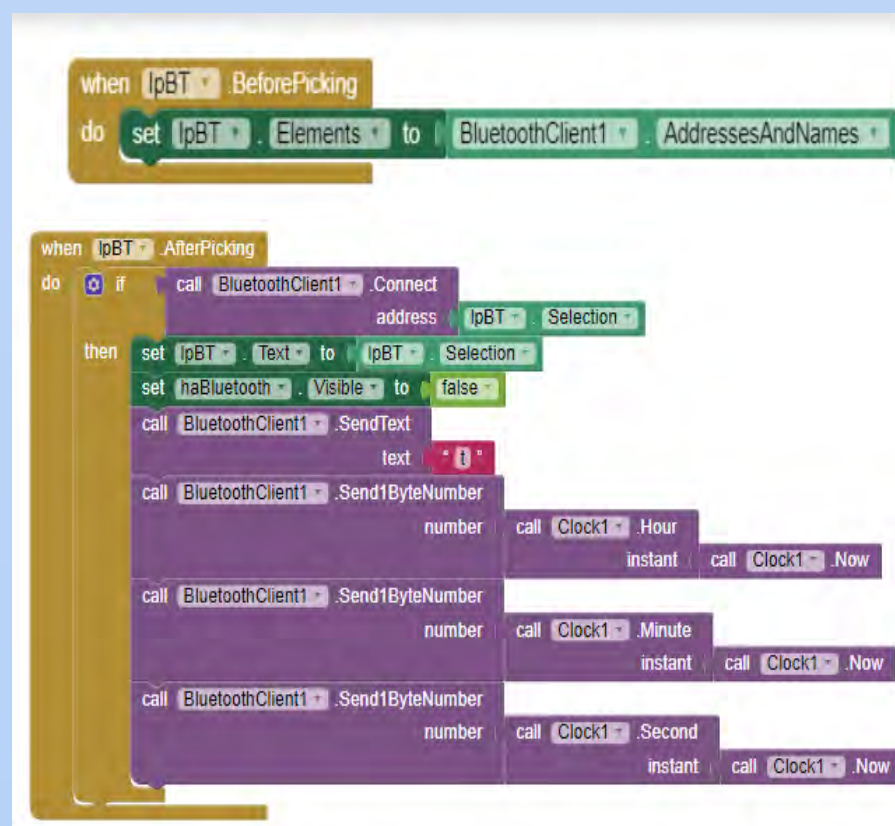 when lpBT .BeforePicking
do set lpBT . Elements to BluetoothClient1 . AddressesAndNames
when lpBT .AfterPicking
do if call BluetoothClient1 .Connect
address lpBT . Selection
then set lpBT . Text to lpBT . Selection
set haBluetooth . Visible to false
call BluetoothClient1 .SendText
text " t "
call BluetoothClient1 .Send1ByteNumber
number call Clock1 .Hour
instant call Clock1 .Now
call BluetoothClient1 .Send1ByteNumber
number call Clock1 .Minute
instant call Clock1 .Now
call BluetoothClient1 .Send1ByteNumber
number call Clock1 .Second
instant call Clock1 .Now